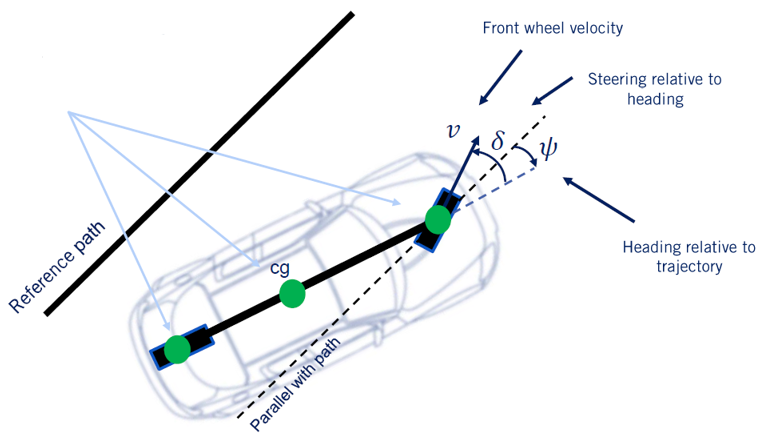 Front wheel velocity
Steering relative to
heading
v
δ
ψ
Heading relative to
trajectory
Reference path
cg
Parallel with path